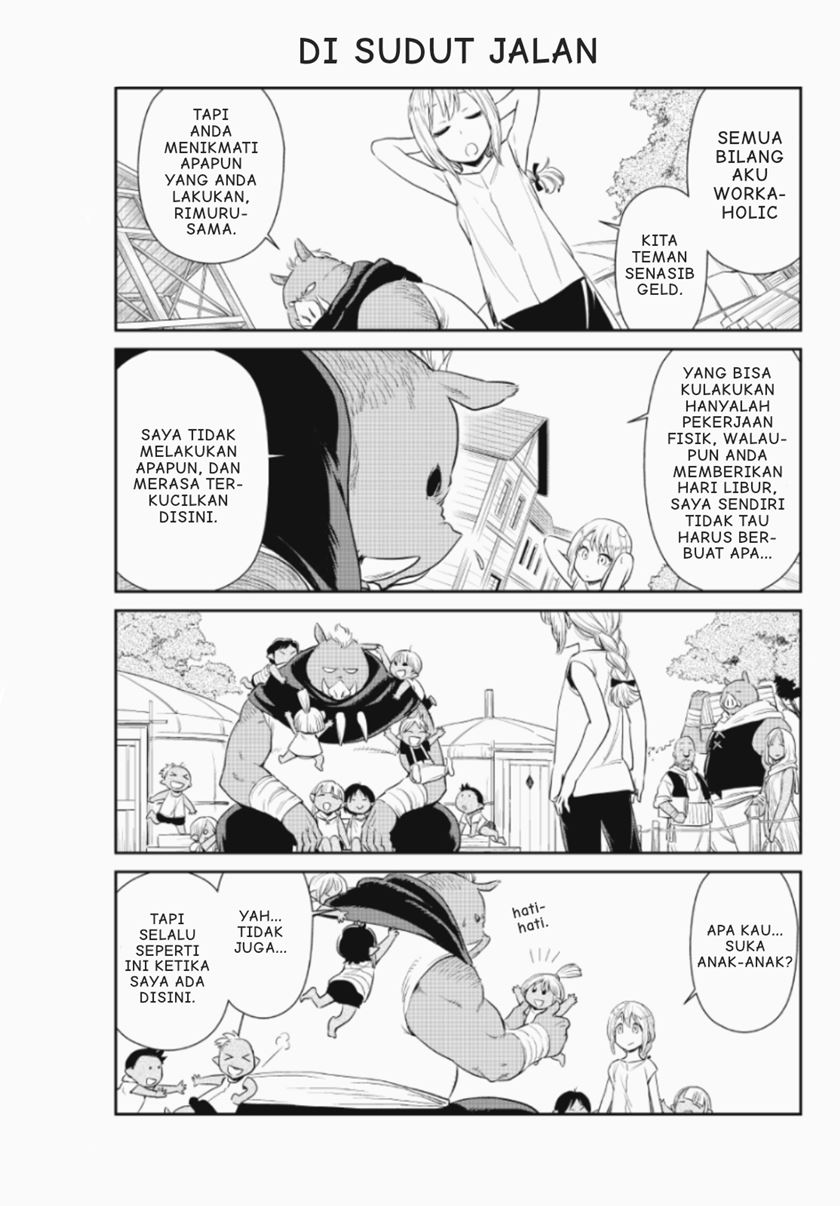 DI SUDUT JALAN
SEMUA
BILANG
AKU
WORKA-
HOLIC
KITA
TEMAN
SENASIB
GELD.
TAPI
ANDA
MENIKMATI
APAPUN
YANG ANDA
LAKUKAN,
RIMURU-
SAMA.
YANG BISA
KULAKUKAN
HANYALAH
PEKERJAAN
FISIK, WALAU-
PUN ANDA
MEMBERIKAN
HARI LIBUR,
SAYA SENDIRI
TIDAK TAU
HARUS BER-
BUAT APA...
SAYA TIDAK
MELAKUKAN
APAPUN, DAN
MERASA TER-
KUCILKAN
DISINI.
APA KAU...
SUKA
ANAK-ANAK?
hati-
hati.
YAH...
TIDAK
JUGA...
TAPI
SELALU
SEPERTI
INI KETIKA
SAYA ADA
DISINI.